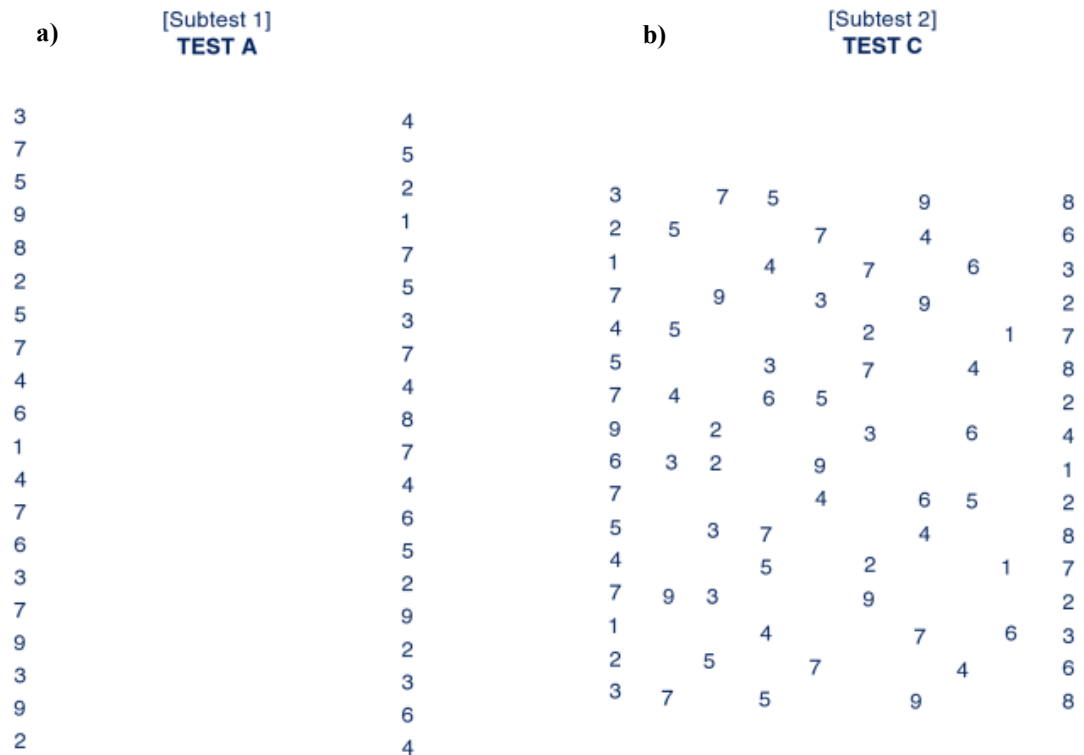 a) [Subtest 1] b) [Subtest 2]
TEST A TEST C
3 4
7 5
5 2
9 1
8 7
2 5
5 3
7 7
4 4
6 8
1 7
4 4
7 6
6 5
3 2
7 9
9 2
3 3
9 6
2 4
3 7 5 9 8
2 5 7 4 6
1 4 7 6 3
7 9 3 9 2
4 5 2 1 7
5 3 7 4 8
7 4 6 5 2
9 2 3 6 4
6 3 2 9 1
7 4 6 5 2
5 3 7 4 8
4 5 2 1 7
7 9 3 9 2
1 4 7 6 3
2 5 7 4 6
3 7 5 9 8